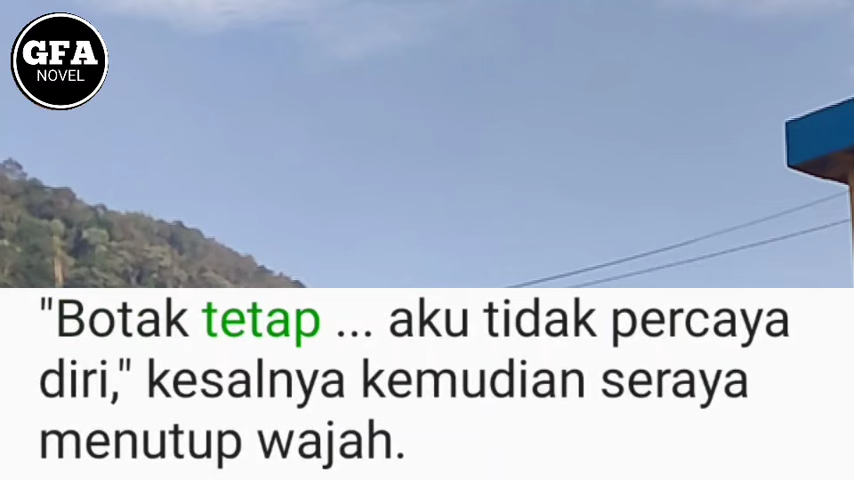 GFA
NOVEL
"Botak tetap ... aku tidak percaya
diri," kesalnya kemudian seraya
menutup wajah.